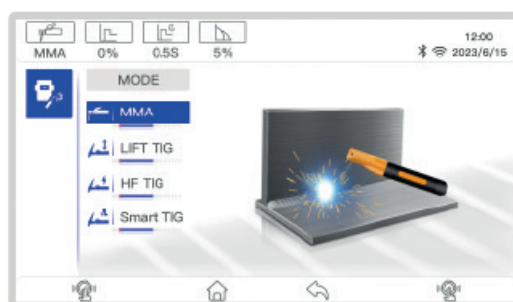 MMA 0% 0.5S 5%
12:00
2023/6/15
MODE
MMA
LIFT TIG
HF TIG
Smart TIG